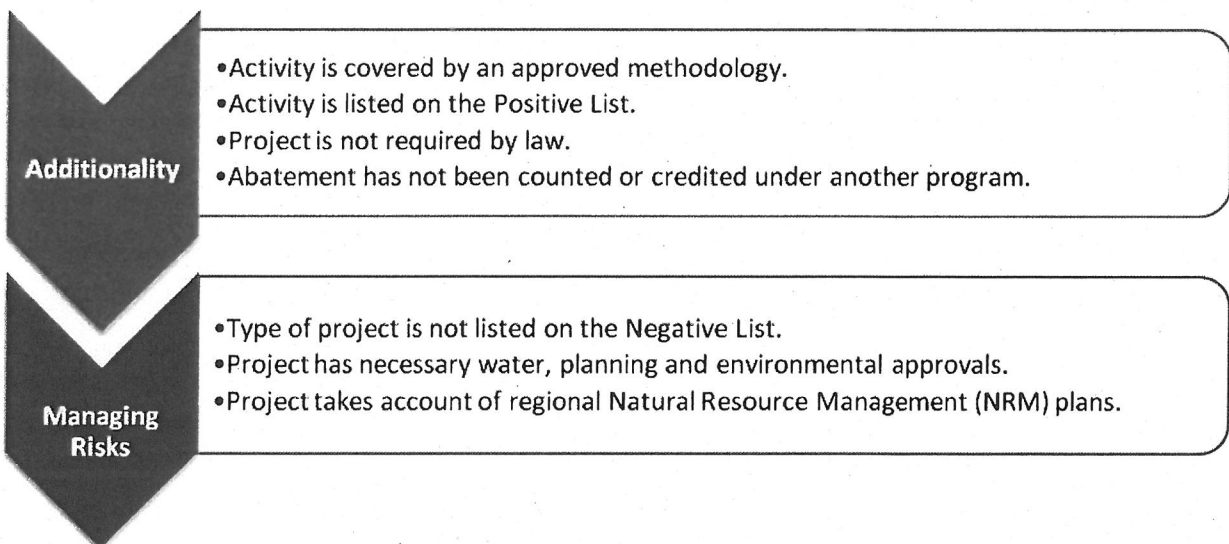 Additionality
•Activity is covered by an approved methodology.
•Activity is listed on the Positive List.
•Project is not required by law.
•Abatement has not been counted or credited under another program.
Managing
Risks
•Type of project is not listed on the Negative List.
•Project has necessary water, planning and environmental approvals.
•Project takes account of regional Natural Resource Management (NRM) plans.